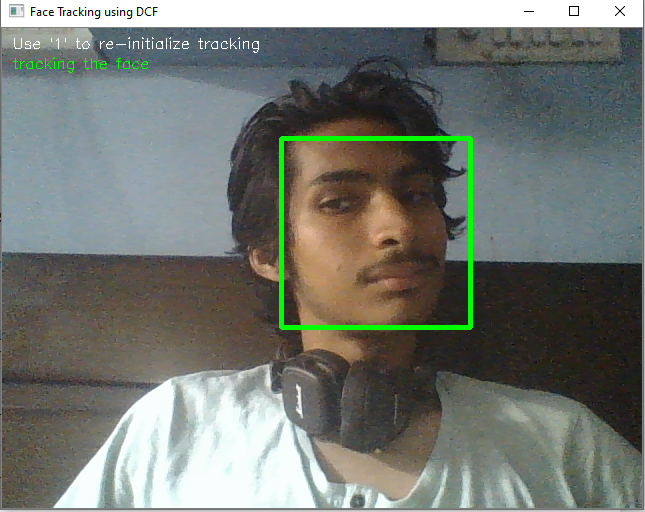 Face Tracking using DCF
Use '1' to re-initialize tracking
tracking the face